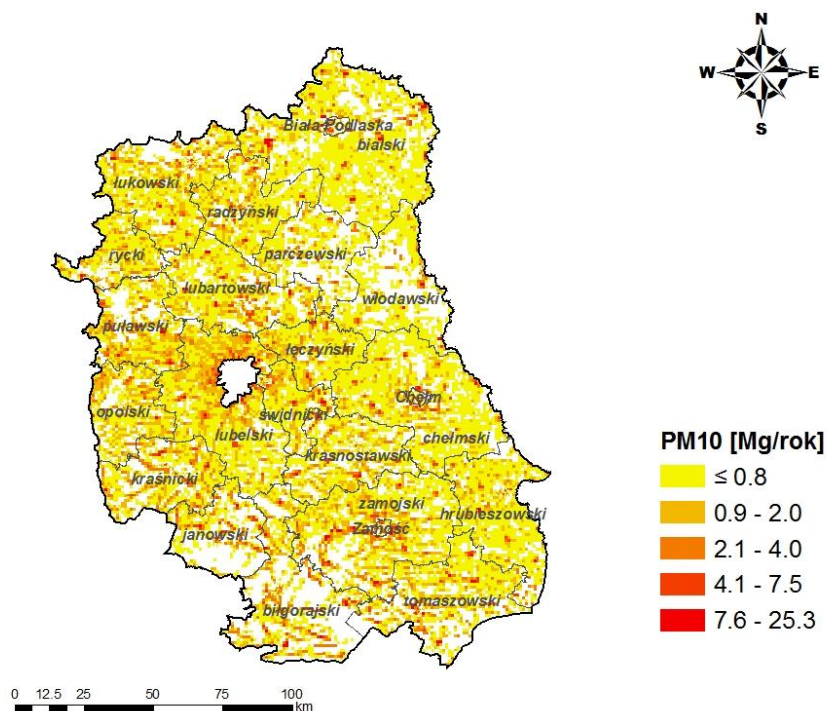 N
W E
S
Biała Podlaska
bialski
łukowski
radzyński
rycki
parczewski
lubartowski
włodawski
puławski
łęczyński
Chełm
opolski
świdnicki
lubelski
chełmski
krasnostawski
kraśnicki
zamojski
hrubieszowski
Zamość
janowski
tomaszowski
biłgorajski
PM10 [Mg/rok]
≤ 0.8
0.9 - 2.0
2.1 - 4.0
4.1 - 7.5
7.6 - 25.3
0 12.5 25 50 75 100
km